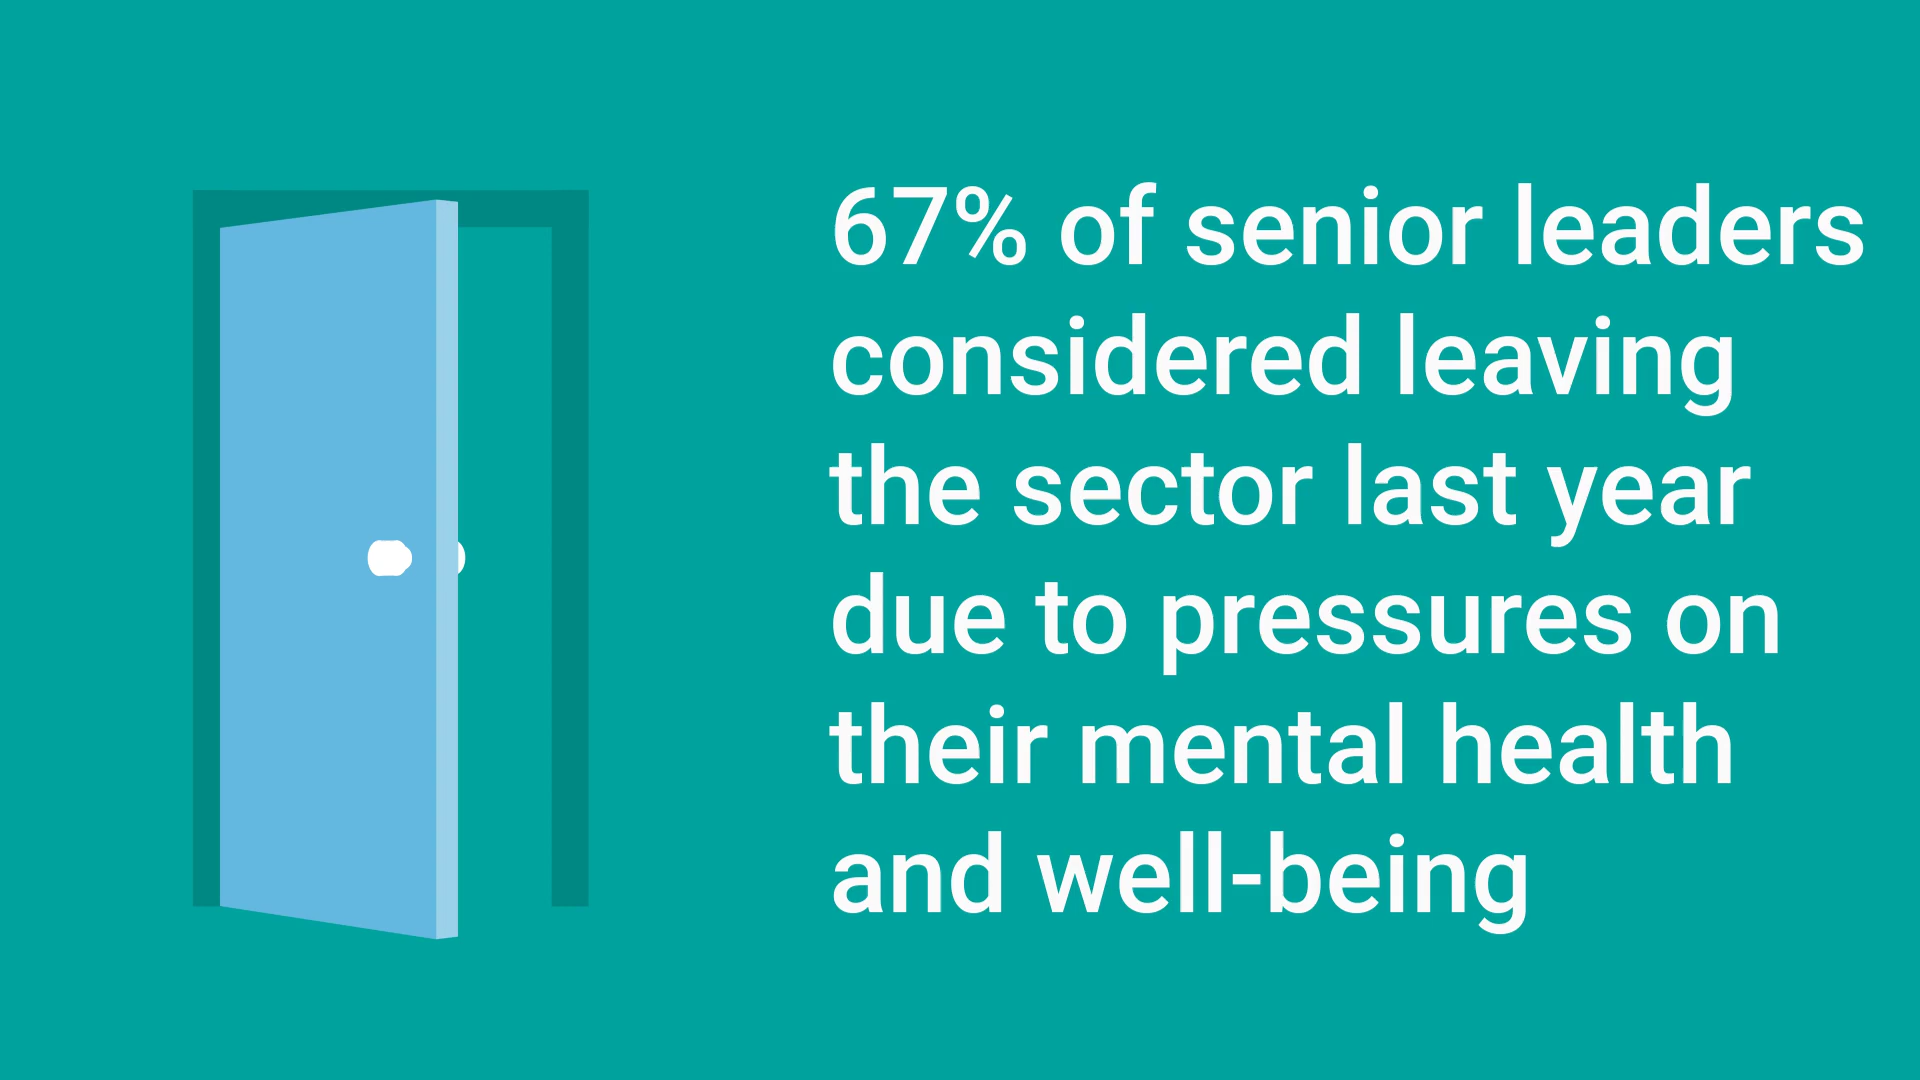 67% of senior leaders
considered leaving
the sector last year
due to pressures on
their mental health
and well-being